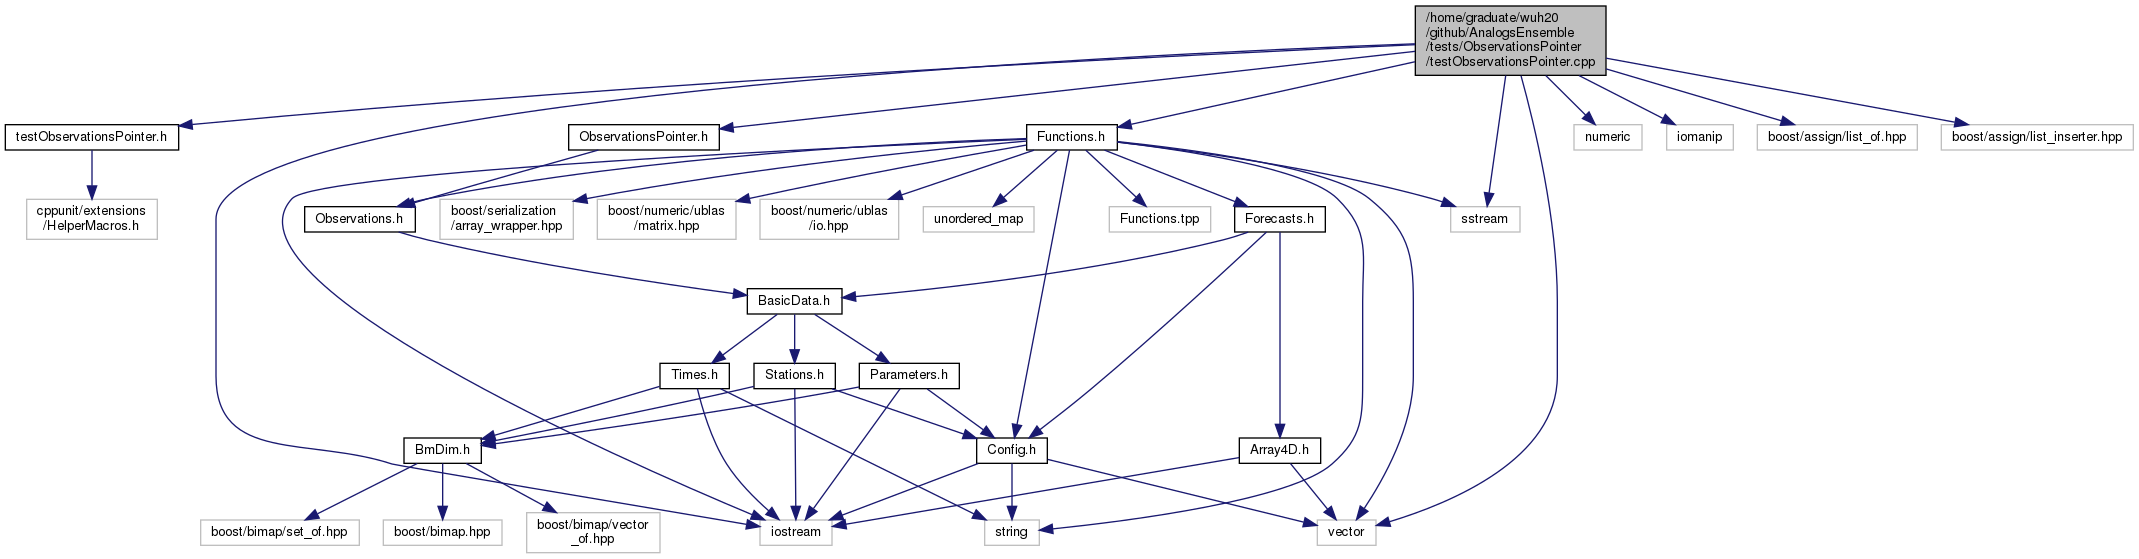 /home/graduate/wuh20
/github/AnalogsEnsemble
/tests/ObservationsPointer
/testObservationsPointer.cpp
testObservationsPointer.h
ObservationsPointer.h
Functions.h
numeric
iomanip
boost/assign/list_of.hpp
boost/assign/list_inserter.hpp
cppunit/extensions
/HelperMacros.h
Observations.h
boost/serialization
/array_wrapper.hpp
boost/numeric/ublas
/matrix.hpp
boost/numeric/ublas
/io.hpp
unordered_map
Functions.tpp
Forecasts.h
sstream
BasicData.h
Times.h
Stations.h
Parameters.h
BmDim.h
Config.h
Array4D.h
boost/bimap/set_of.hpp
boost/bimap.hpp
boost/bimap/vector
_of.hpp
iostream
string
vector